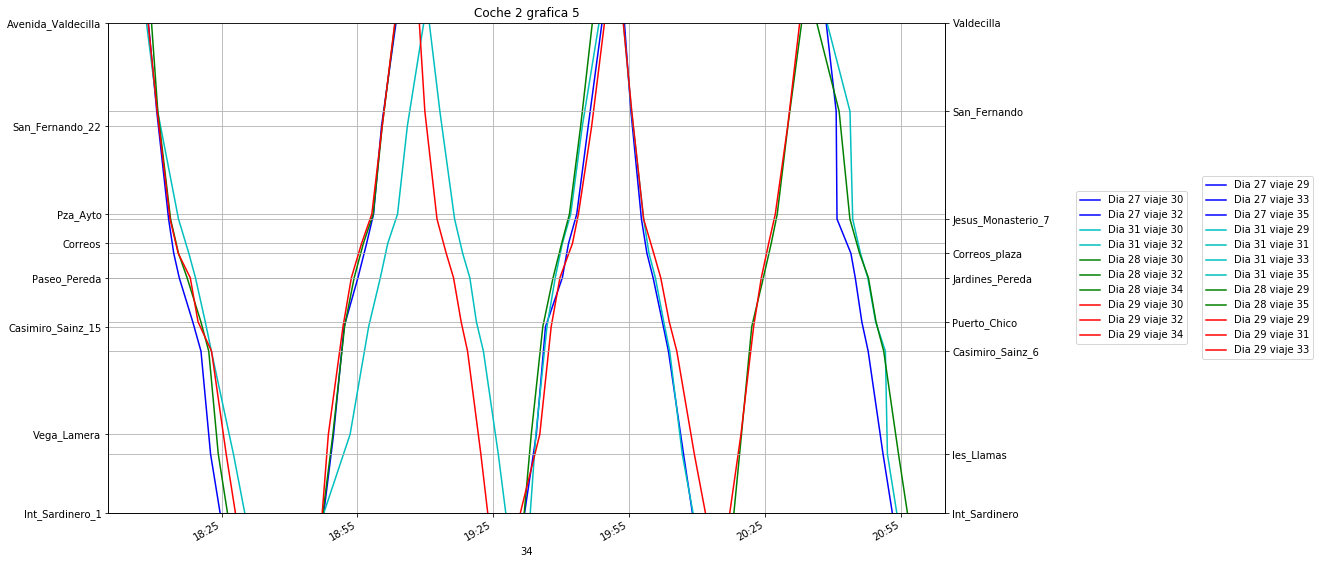 Coche 2 grafica 5
Avenida_Valdecilla
San_Fernando_22
Pza_Ayto
Correos
Paseo_Pereda
Casimiro_Sainz_15
Vega_Lamera
Int_Sardinero_1
Valdecilla
San_Fernando
Jesus_Monasterio_7
Correos_plaza
Jardines_Pereda
Puerto_Chico
Casimiro_Sainz_6
Ies_Llamas
Int_Sardinero
18:25
18:55
19:25
19:55
20:25
20:55
34
Dia 27 viaje 30
Dia 27 viaje 32
Dia 31 viaje 30
Dia 31 viaje 32
Dia 28 viaje 30
Dia 28 viaje 32
Dia 28 viaje 34
Dia 29 viaje 30
Dia 29 viaje 32
Dia 29 viaje 34
Dia 27 viaje 29
Dia 27 viaje 33
Dia 27 viaje 35
Dia 31 viaje 29
Dia 31 viaje 31
Dia 31 viaje 33
Dia 31 viaje 35
Dia 28 viaje 29
Dia 28 viaje 35
Dia 29 viaje 29
Dia 29 viaje 31
Dia 29 viaje 33